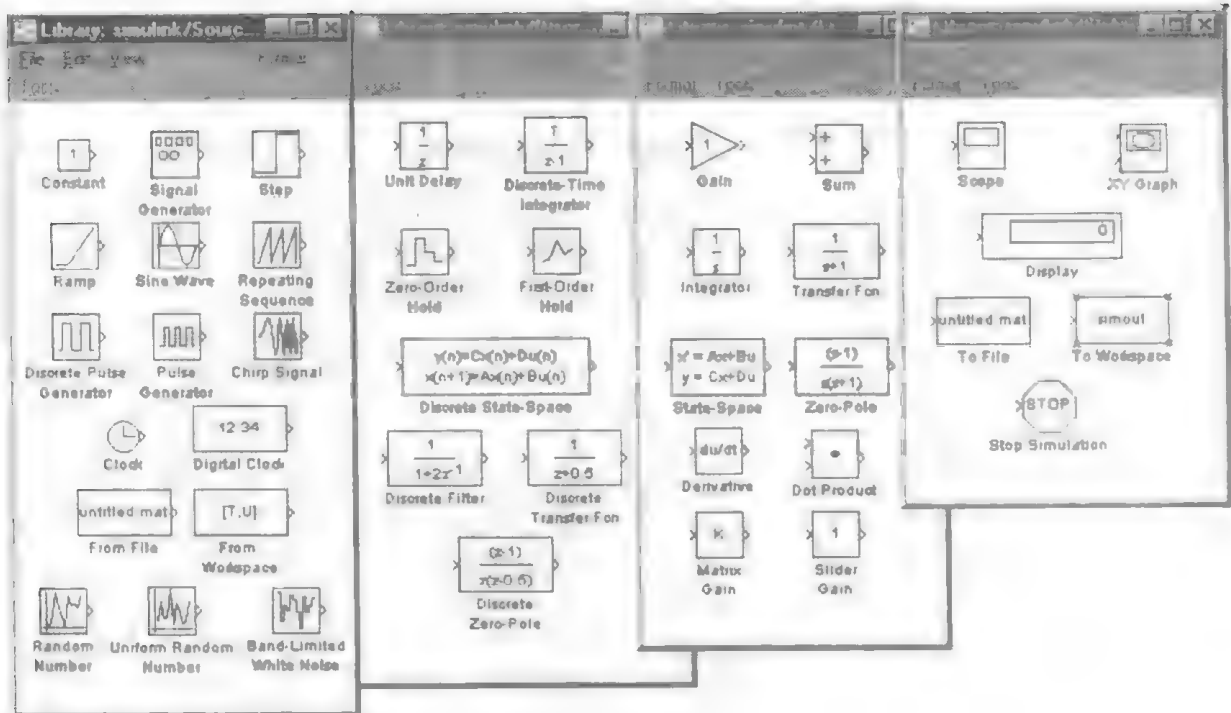 Library: simulink/Sourc...
File Edit View Format
1
Constant
Signal
Generator
Step
Ramp
Sine Wave
Repeating
Sequence
Discrete Pulse
Generator
Pulse
Generator
Chirp Signal
Clock
12:34
Digital Clock
untitled.mat
From File
[T,U]
From
Workspace
Random
Number
Uniform Random
Number
Band-Limited
White Noise
1
z
Unit Delay
T
z-1
Discrete-Time
Integrator
Zero-Order
Hold
First-Order
Hold
y(n)=Cx(n)+Du(n)
x(n+1)=Ax(n)+Bu(n)
Discrete State-Space
1
1+2z⁻¹
Discrete Filter
1
z+0.5
Discrete
Transfer Fcn
(z-1)
z(z-0.5)
Discrete
Zero-Pole
Format Tools
1
Gain
+
+
Sum
1
s
Integrator
1
s+1
Transfer Fcn
x' = Ax+Bu
y = Cx+Du
State-Space
(s-1)
s(s+1)
Zero-Pole
du/dt
Derivative
Dot Product
K
Matrix
Gain
1
Slider
Gain
Format Tools
Scope
XY Graph
0
Display
untitled.mat
To File
simout
To Workspace
STOP
Stop Simulation